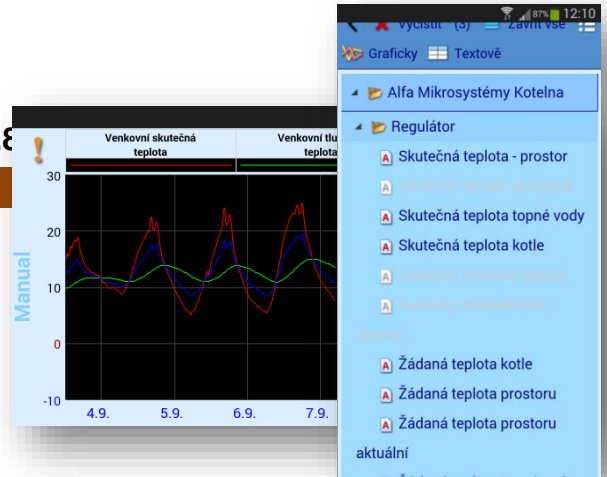 87% 12:10
Vyčistit (3) Zavřít vše
Graficky Textově
Alfa Mikrosystémy Kotelna
Regulátor
Skutečná teplota - prostor
Skutečná teplota topné vody
Skutečná teplota kotle
Žádaná teplota kotle
Žádaná teplota prostoru
Žádaná teplota prostoru
aktuální
Venkovní skutečná
teplota
Venkovní
teplota
Manual
30
20
10
0
-10
4.9. 5.9. 6.9. 7.9.